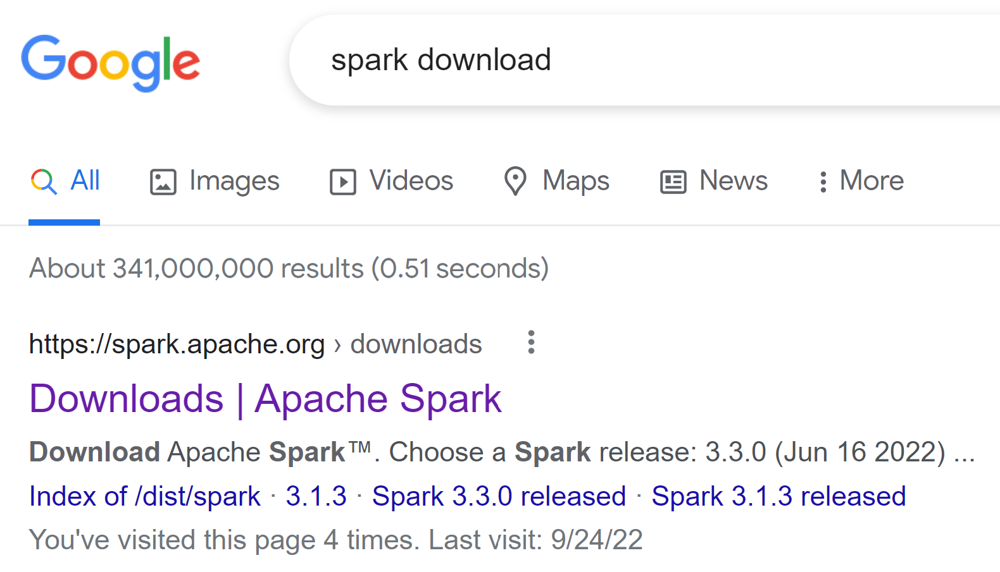 Google
spark download
All Images Videos Maps News More
About 341,000,000 results (0.51 seconds)
https://spark.apache.org › downloads
Downloads | Apache Spark
Download Apache Spark™. Choose a Spark release: 3.3.0 (Jun 16 2022) ...
Index of /dist/spark · 3.1.3 · Spark 3.3.0 released · Spark 3.1.3 released
You've visited this page 4 times. Last visit: 9/24/22